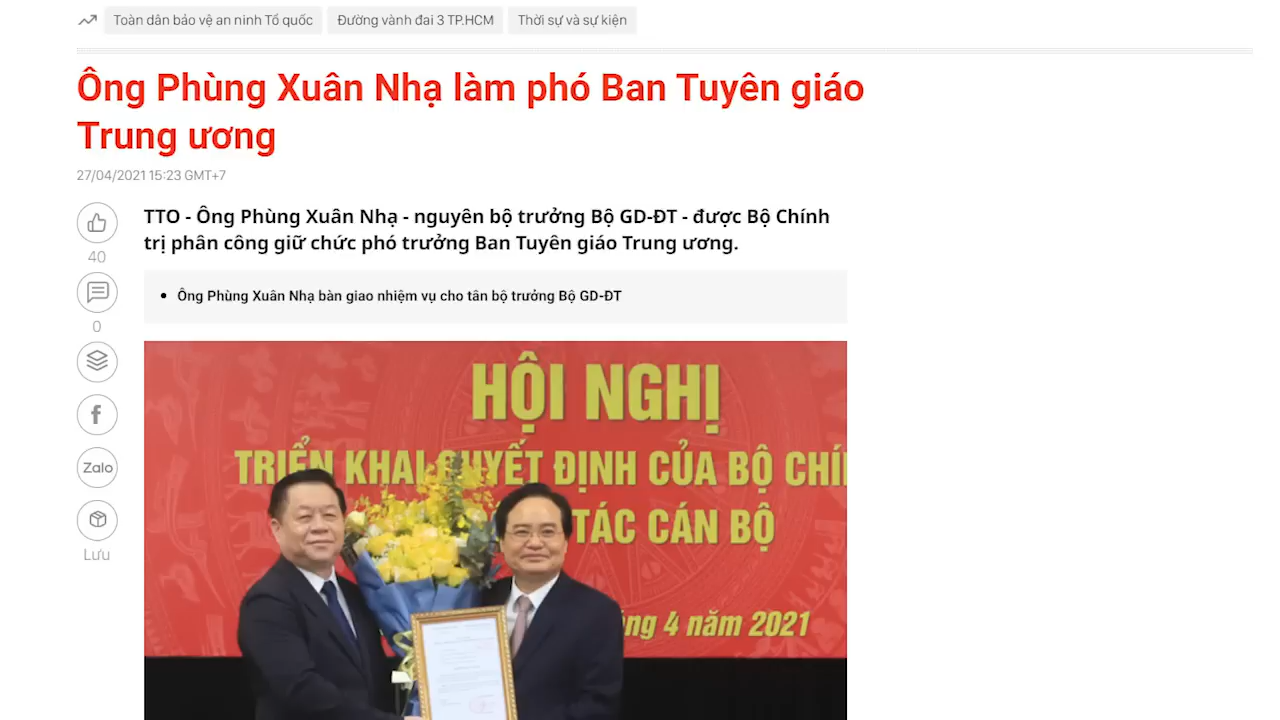 Toàn dân bảo vệ an ninh Tổ quốc
Đường vành đai 3 TP.HCM
Thời sự và sự kiện
Ông Phùng Xuân Nhạ làm phó Ban Tuyên giáo
Trung ương
27/04/2021 15:23 GMT+7
TTO - Ông Phùng Xuân Nhạ - nguyên bộ trưởng Bộ GD-ĐT - được Bộ Chính
trị phân công giữ chức phó trưởng Ban Tuyên giáo Trung ương.
40
0
Zalo
Lưu
• Ông Phùng Xuân Nhạ bàn giao nhiệm vụ cho tân bộ trưởng Bộ GD-ĐT
HỘI NGHỊ
TRIỂN KHAI QUYẾT ĐỊNH CỦA BỘ CHÍ
TÁC CÁN BỘ
ng 4 năm 2021